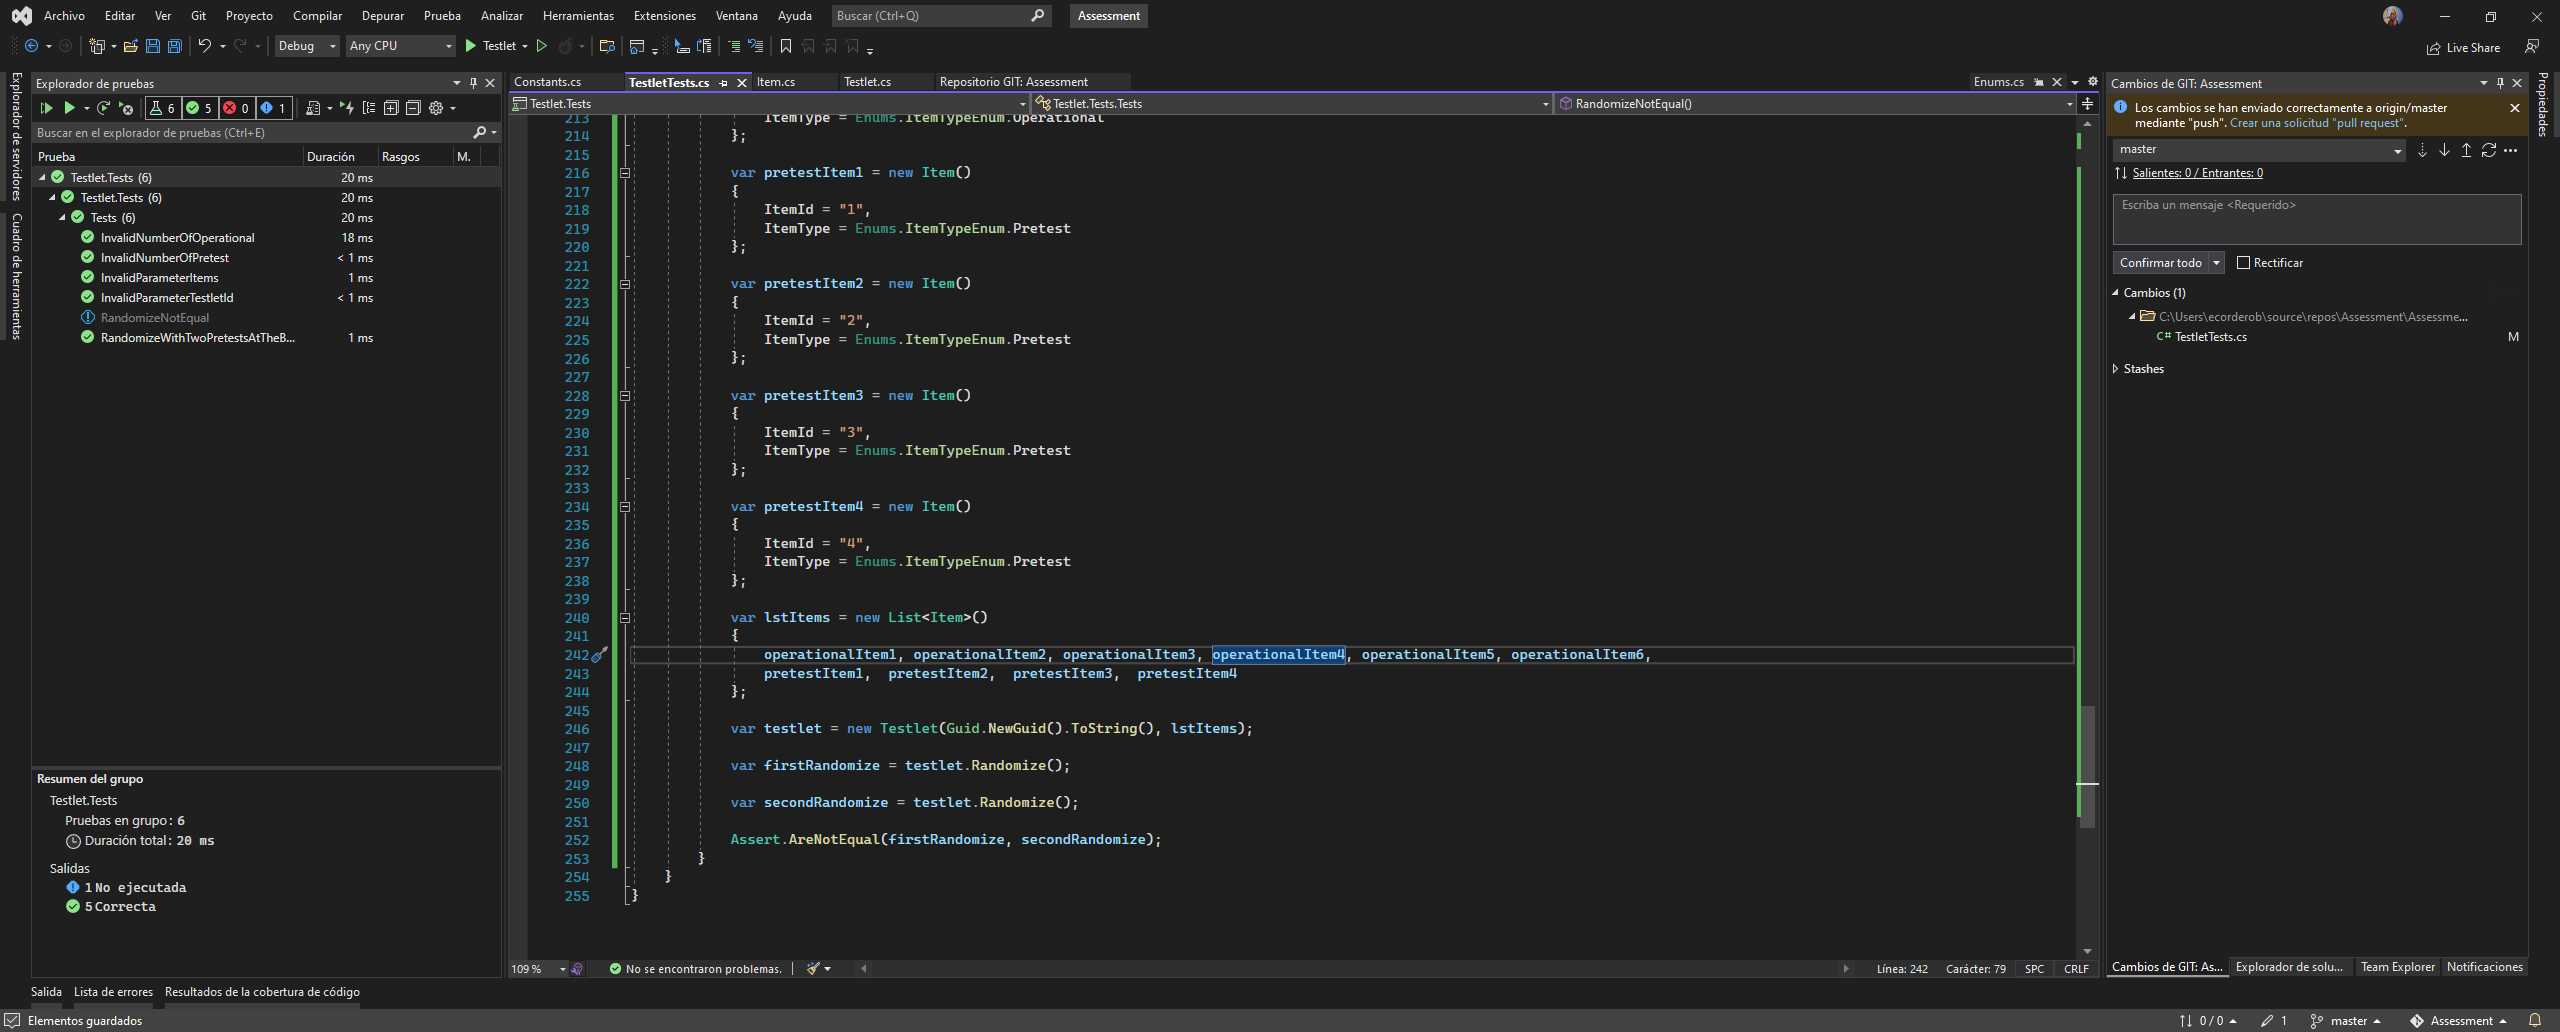 Archivo Editar Ver Git Proyecto Compilar Depurar Prueba Analizar Herramientas Extensiones Ventana Ayuda Buscar (Ctrl+Q) Assessment
Debug Any CPU Testlet Live Share
Explorador de servidores
Cuadro de herramientas
Explorador de pruebas
6 5 0 1
Buscar en el explorador de pruebas (Ctrl+E)
Prueba Duración Rasgos M.
Testlet.Tests (6) 20 ms
Testlet.Tests (6) 20 ms
Tests (6) 20 ms
InvalidNumberOfOperational 18 ms
InvalidNumberOfPretest < 1 ms
InvalidParameterItems 1 ms
InvalidParameterTestletId < 1 ms
RandomizeNotEqual
RandomizeWithTwoPretestsAtTheB... 1 ms
Resumen del grupo
Testlet.Tests
Pruebas en grupo: 6
Duración total: 20 ms
Salidas
1 No ejecutada
5 Correcta
Constants.cs TestletTests.cs Item.cs Testlet.cs Repositorio GIT: Assessment Enums.cs
Testlet.Tests Testlet.Tests.Tests RandomizeNotEqual()
213 ItemType = Enums.ItemTypeEnum.Operational
214 };
215
216 var pretestItem1 = new Item()
217 {
218 ItemId = "1",
219 ItemType = Enums.ItemTypeEnum.Pretest
220 };
221
222 var pretestItem2 = new Item()
223 {
224 ItemId = "2",
225 ItemType = Enums.ItemTypeEnum.Pretest
226 };
227
228 var pretestItem3 = new Item()
229 {
230 ItemId = "3",
231 ItemType = Enums.ItemTypeEnum.Pretest
232 };
233
234 var pretestItem4 = new Item()
235 {
236 ItemId = "4",
237 ItemType = Enums.ItemTypeEnum.Pretest
238 };
239
240 var lstItems = new List<Item>()
241 {
242 operationalItem1, operationalItem2, operationalItem3, operationalItem4, operationalItem5, operationalItem6,
243 pretestItem1, pretestItem2, pretestItem3, pretestItem4
244 };
245
246 var testlet = new Testlet(Guid.NewGuid().ToString(), lstItems);
247
248 var firstRandomize = testlet.Randomize();
249
250 var secondRandomize = testlet.Randomize();
251
252 Assert.AreNotEqual(firstRandomize, secondRandomize);
253 }
254 }
255 }
109 % No se encontraron problemas. Línea: 242 Carácter: 79 SPC CRLF
Cambios de GIT: Assessment
Los cambios se han enviado correctamente a origin/master
mediante "push". Crear una solicitud "pull request".
master
Salientes: 0 / Entrantes: 0
Escriba un mensaje <Requerido>
Confirmar todo Rectificar
Cambios (1)
C:\Users\ecorderob\source\repos\Assessment\Assessme...
C# TestletTests.cs M
Stashes
Propiedades
Cambios de GIT: As... Explorador de solu... Team Explorer Notificaciones
Salida Lista de errores Resultados de la cobertura de código
Elementos guardados 0 / 0 1 master Assessment